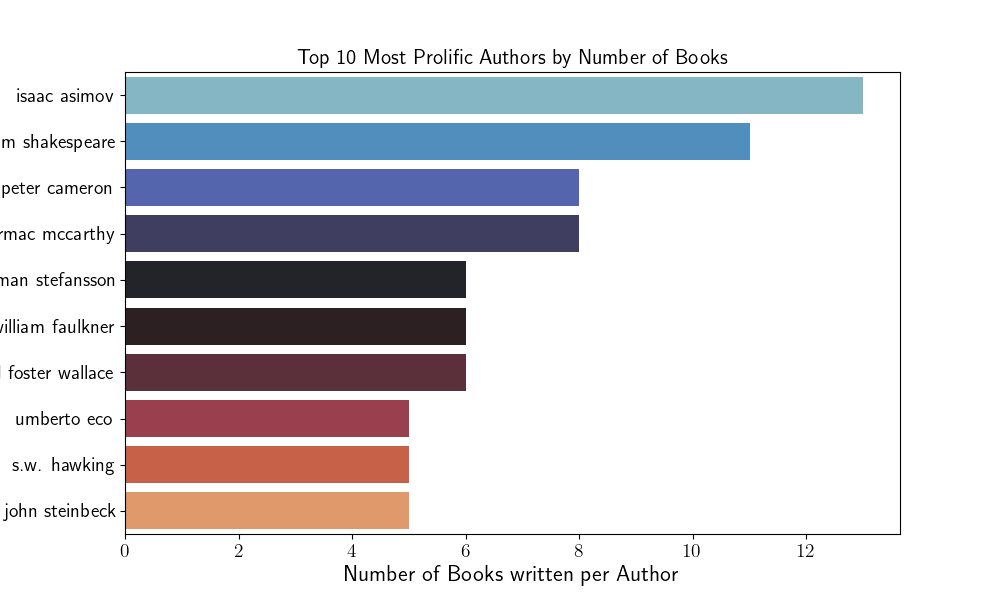 Top 10 Most Prolific Authors by Number of Books
isaac asimov
m shakespeare
peter cameron
rmac mccarthy
man stefansson
william faulkner
foster wallace
umberto eco
s.w. hawking
john steinbeck
0 2 4 6 8 10 12
Number of Books written per Author